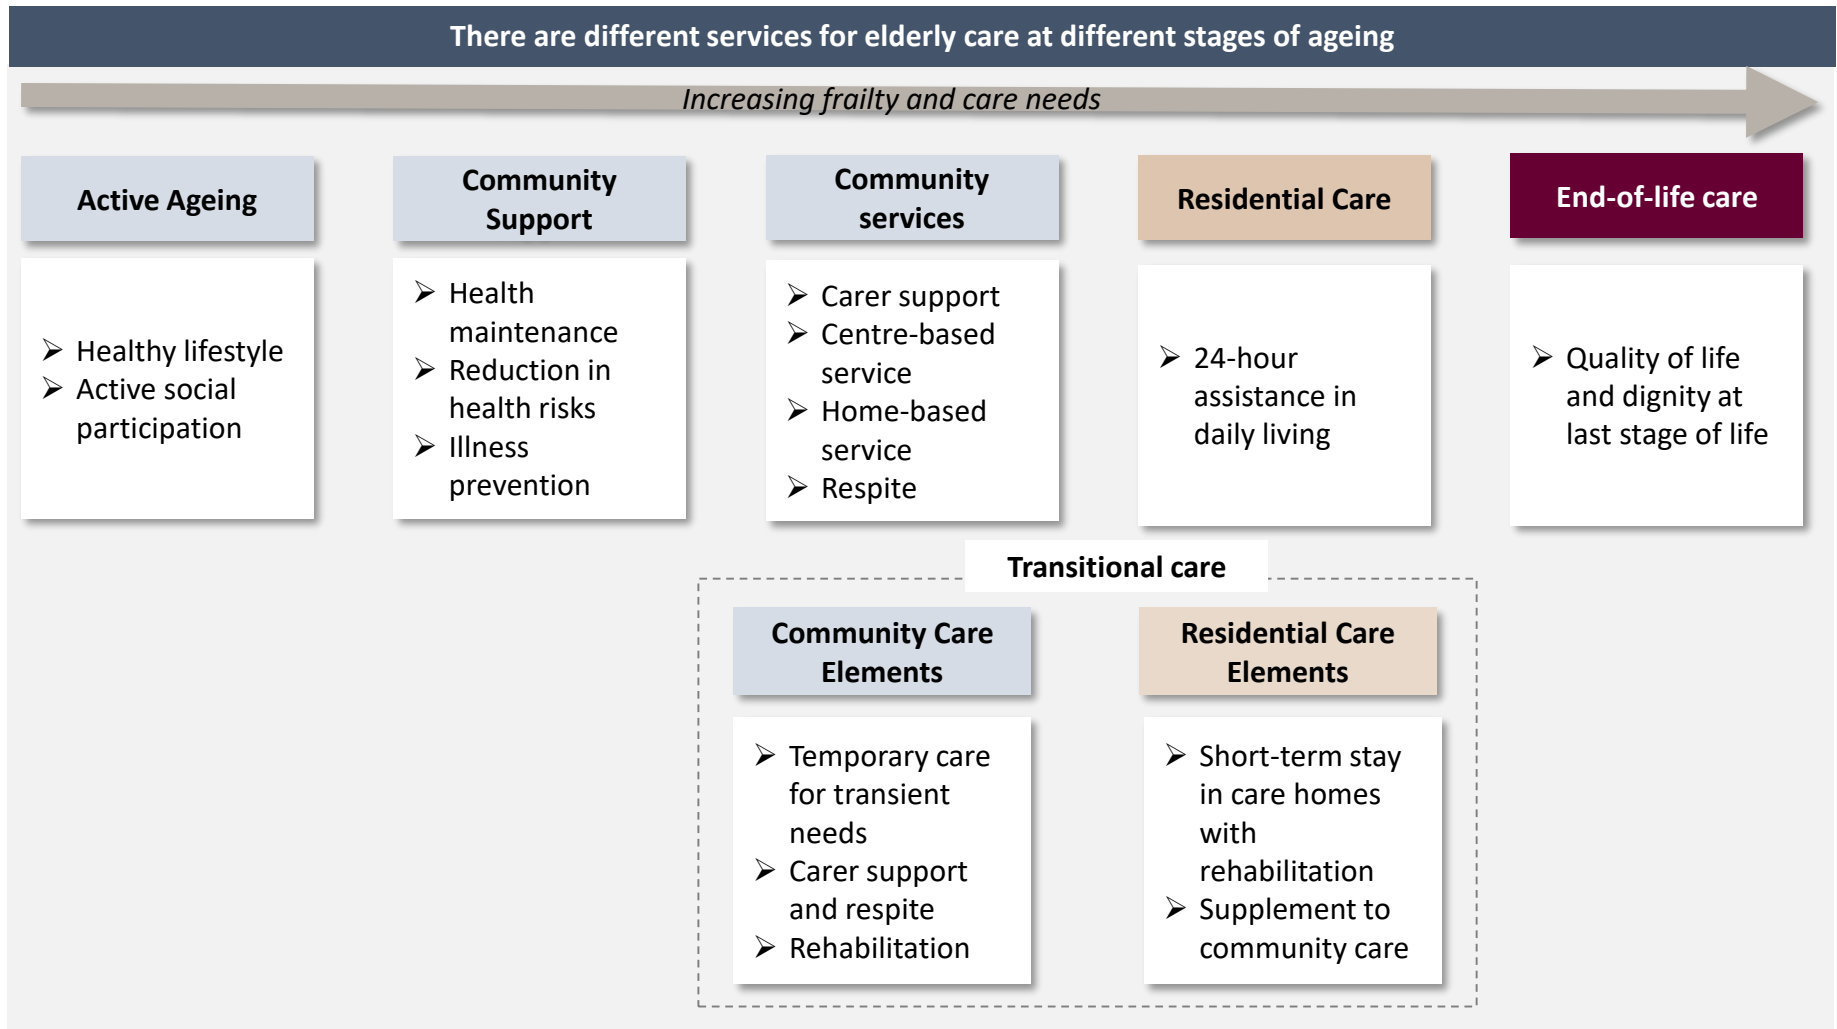 There are different services for elderly care at different stages of ageing
Increasing frailty and care needs
Active Ageing
➢ Healthy lifestyle
➢ Active social
participation
Community
Support
➢ Health
maintenance
➢ Reduction in
health risks
➢ Illness
prevention
Community
services
➢ Carer support
➢ Centre-based
service
➢ Home-based
service
➢ Respite
Residential Care
➢ 24-hour
assistance in
daily living
End-of-life care
➢ Quality of life
and dignity at
last stage of life
Transitional care
Community Care
Elements
➢ Temporary care
for transient
needs
➢ Carer support
and respite
➢ Rehabilitation
Residential Care
Elements
➢ Short-term stay
in care homes
with
rehabilitation
➢ Supplement to
community care